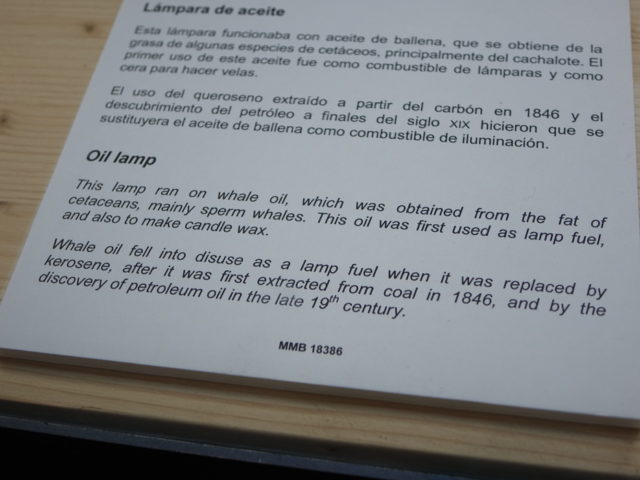 Lámpara de aceite
Esta lámpara funcionaba con aceite de ballena, que se obtiene de la
grasa de algunas especies de cetáceos, principalmente del cachalote. El
primer uso de este aceite fue como combustible de lámparas y como
cera para hacer velas.
El uso del queroseno extraído a partir del carbón en 1846 y el
descubrimiento del petróleo a finales del siglo XIX hicieron que se
sustituyera el aceite de ballena como combustible de iluminación.
Oil lamp
This lamp ran on whale oil, which was obtained from the fat of
cetaceans, mainly sperm whales. This oil was first used as lamp fuel,
and also to make candle wax.
Whale oil fell into disuse as a lamp fuel when it was replaced by
kerosene, after it was first extracted from coal in 1846, and by the
discovery of petroleum oil in the late 19th century.
MMB 18386